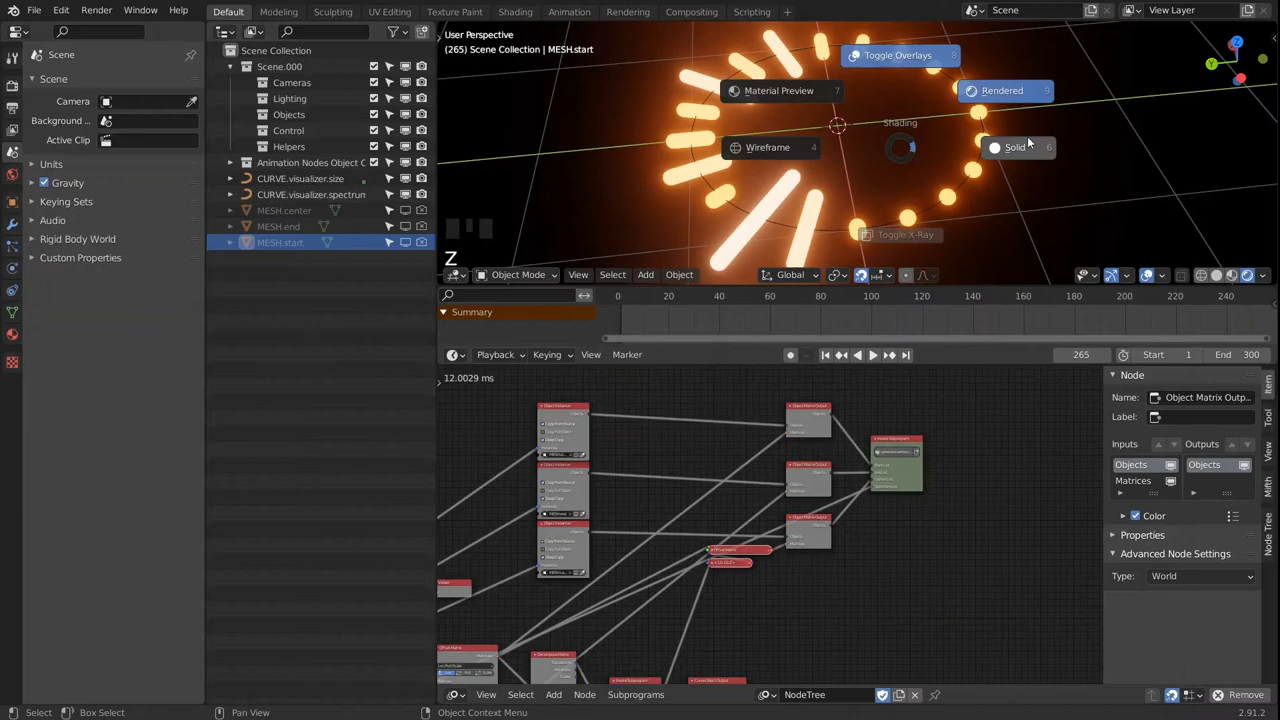 File Edit Render Window Help
Default Modeling Sculpting UV Editing Texture Paint Shading Animation Rendering Compositing Scripting +
Scene
View Layer
Scene
Scene
Camera
Background ...
Active Clip
Units
Gravity
Keying Sets
Audio
Rigid Body World
Custom Properties
Scene Collection
Scene.000
Cameras
Lighting
Objects
Control
Helpers
Animation Nodes Object C
CURVE.visualizer.size
CURVE.visualizer.spectrun
MESH.center
MESH.end
MESH.start
User Perspective
(265) Scene Collection | MESH.start
Toggle Overlays 8
Material Preview 7
Rendered 9
Shading
Wireframe 4
Solid 6
Toggle X-Ray
Z
Z
Y
Object Mode View Select Add Object Global
0 20 40 60 80 100 120 140 160 180 200 220 240
Summary
Playback Keying View Marker 265 Start 1 End 300
12.0029 ms
Node
Name: Object Matrix Outp...
Label:
Inputs Outputs
Objects Objects
Matrices
Color
Properties
Advanced Node Settings
Type: World
View Select Add Node Subprograms NodeTree Remove
Select Box Select Pan View Object Context Menu 2.91.2